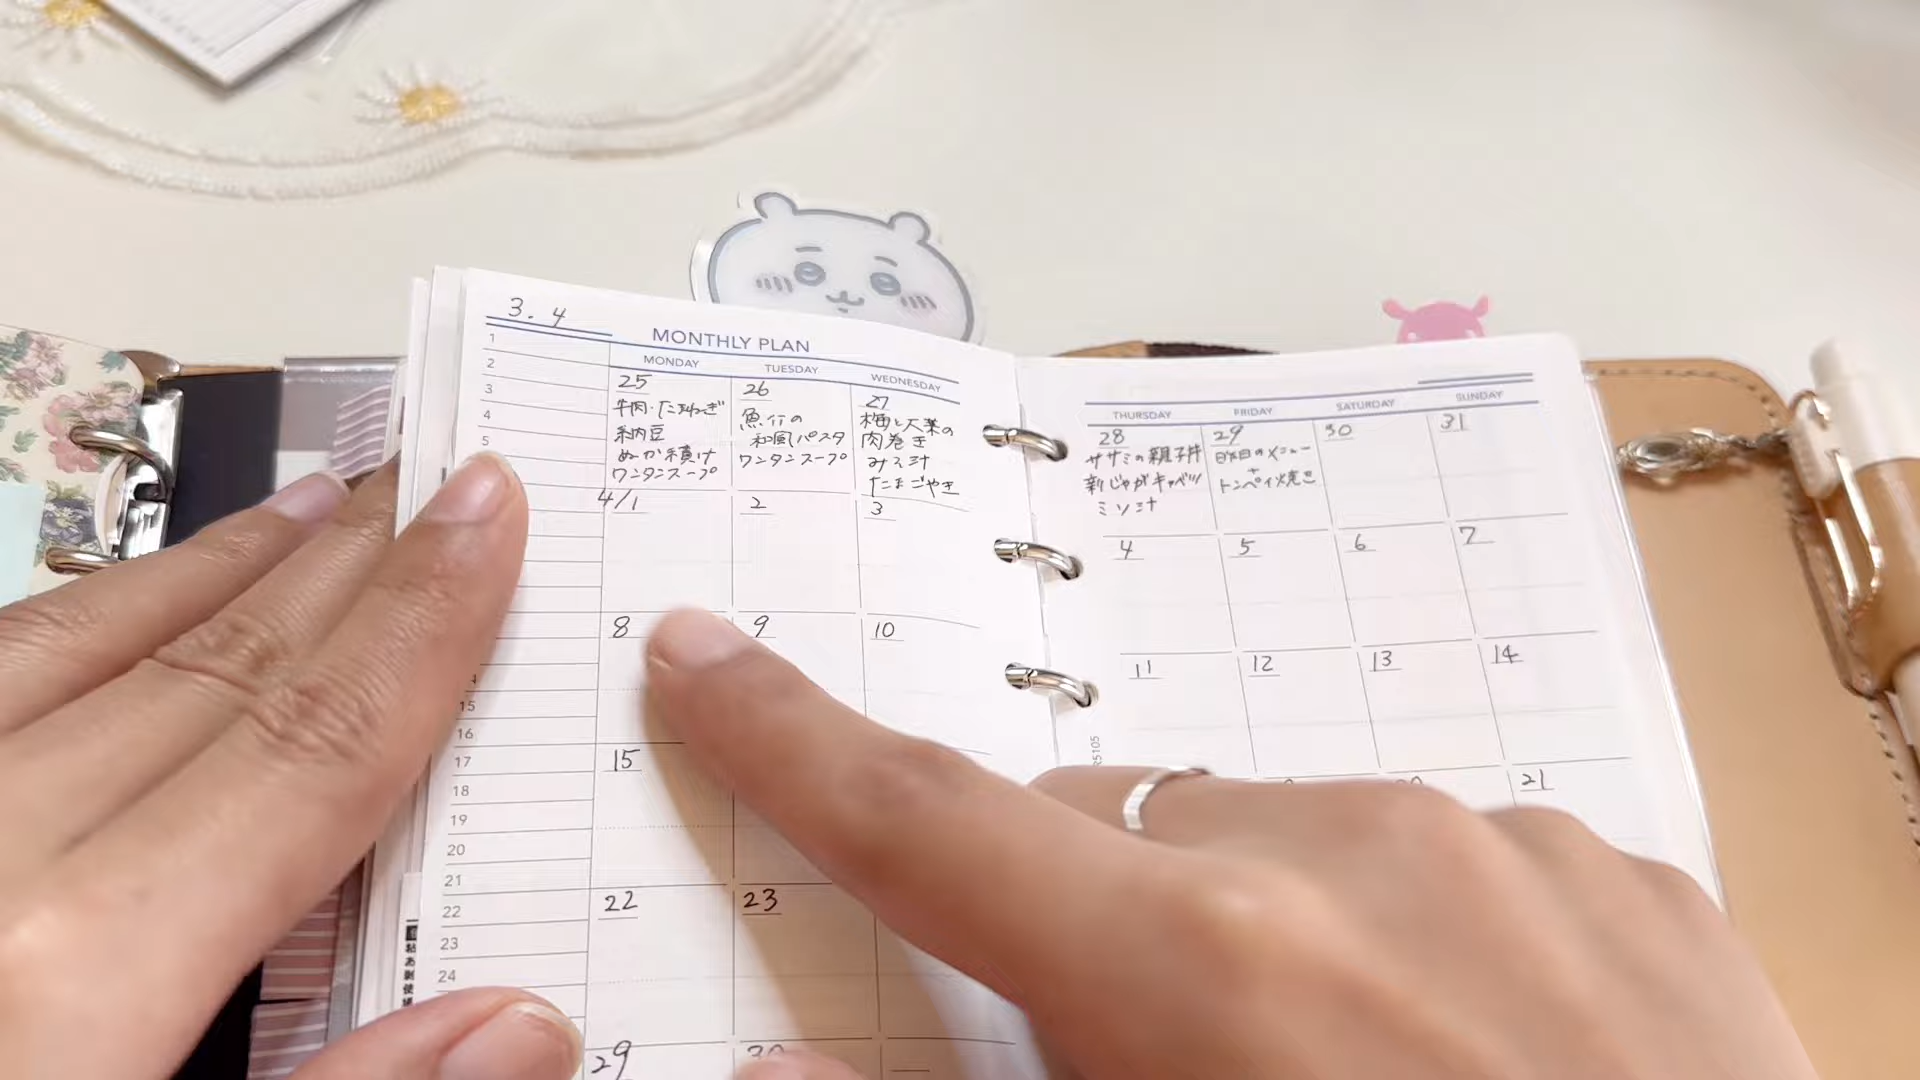 3. 4
MONTHLY PLAN
MONDAY TUESDAY WEDNESDAY
THURSDAY FRIDAY SATURDAY SUNDAY
1
2
3
4
5
15
16
17
18
19
20
21
22
23
24
25
牛肉・たまねぎ
納豆
ぬか漬け
ワンタンスープ
26
魚介の
和風パスタ
ワンタンスープ
27
梅と大葉の
肉巻き
みそ汁
たまごやき
28
ササミの親子丼
新じゃがキャベツ
ミソ汁
29
昨日のメニュー
+
トンペイ焼き
30
31
4/1
2
3
4
5
6
7
8
9
10
11
12
13
14
15
21
22
23
29
30